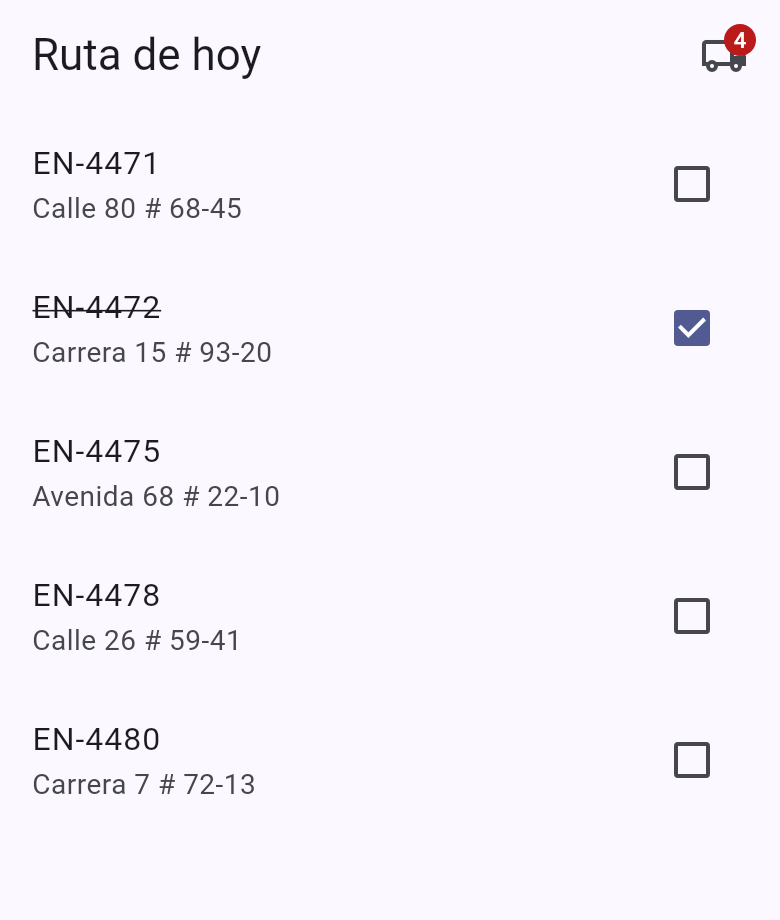 Ruta de hoy
4
EN-4471
Calle 80 # 68-45
EN-4472
Carrera 15 # 93-20
EN-4475
Avenida 68 # 22-10
EN-4478
Calle 26 # 59-41
EN-4480
Carrera 7 # 72-13